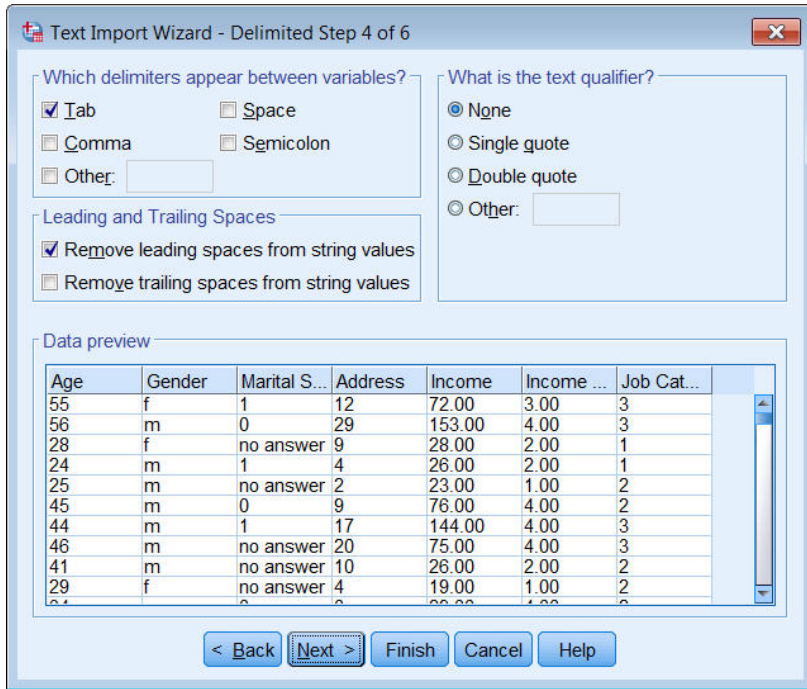 Text Import Wizard - Delimited Step 4 of 6
Which delimiters appear between variables?
Tab
Space
Comma
Semicolon
Other:
Leading and Trailing Spaces
Remove leading spaces from string values
Remove trailing spaces from string values
What is the text qualifier?
None
Single quote
Double quote
Other:
Data preview
Age Gender Marital S... Address Income Income ... Job Cat...
55 f 1 12 72.00 3.00 3
56 m 0 29 153.00 4.00 3
28 f no answer 9 28.00 2.00 1
24 m 1 4 26.00 2.00 1
25 m no answer 2 23.00 1.00 2
45 m 0 9 76.00 4.00 2
44 m 1 17 144.00 4.00 3
46 m no answer 20 75.00 4.00 3
41 m no answer 10 26.00 2.00 2
29 f no answer 4 19.00 1.00 2
< Back Next > Finish Cancel Help